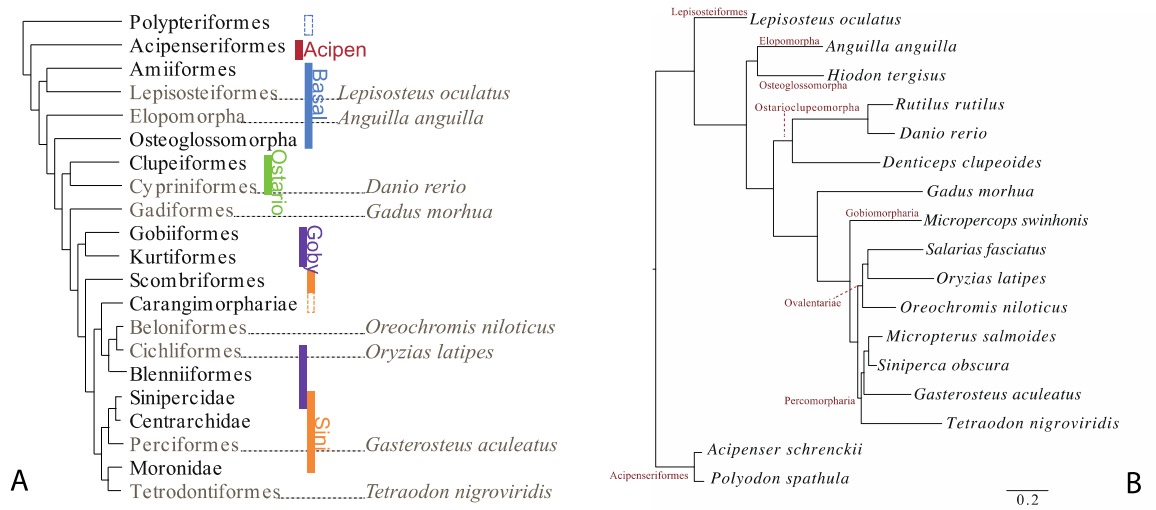 Polypteriformes
Acipenseriformes Acipen
Amiiformes
Lepisosteiformes Lepisosteus oculatus
Elopomorpha Anguilla anguilla
Osteoglossomorpha
Clupeiformes
Cypriniformes Danio rerio
Gadiformes Gadus morhua
Gobiiformes
Kurtiformes
Scombriformes
Carangimorphariae
Beloniformes Oreochromis niloticus
Cichliformes Oryzias latipes
Blenniiformes
Sinipercidae
Centrarchidae
Perciformes Gasterosteus aculeatus
Moronidae
Tetrodontiformes Tetraodon nigroviridis
Basal
Ostario
Goby
Sini
A
Lepisosteiformes Lepisosteus oculatus
Elopomorpha Anguilla anguilla
Hiodon tergisus
Osteoglossomorpha
Ostarioclupeomorpha Rutilus rutilus
Danio rerio
Denticeps clupeoides
Gadus morhua
Gobiomorpharia Micropercops swinhonis
Salarias fasciatus
Oryzias latipes
Ovalentariae Oreochromis niloticus
Micropterus salmoides
Siniperca obscura
Gasterosteus aculeatus
Percomorpharia
Tetraodon nigroviridis
Acipenser schrenckii
Acipenseriformes
Polyodon spathula
0.2
B